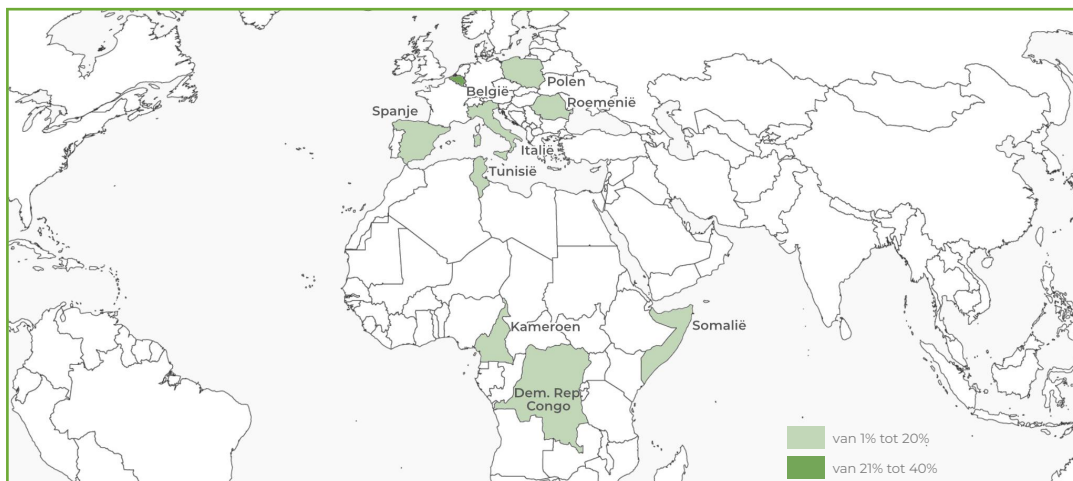 Polen
België
Roemenië
Spanje
Italië
Tunisië
Kameroen
Somalië
Dem. Rep.
Congo
van 1% tot 20%
van 21% tot 40%